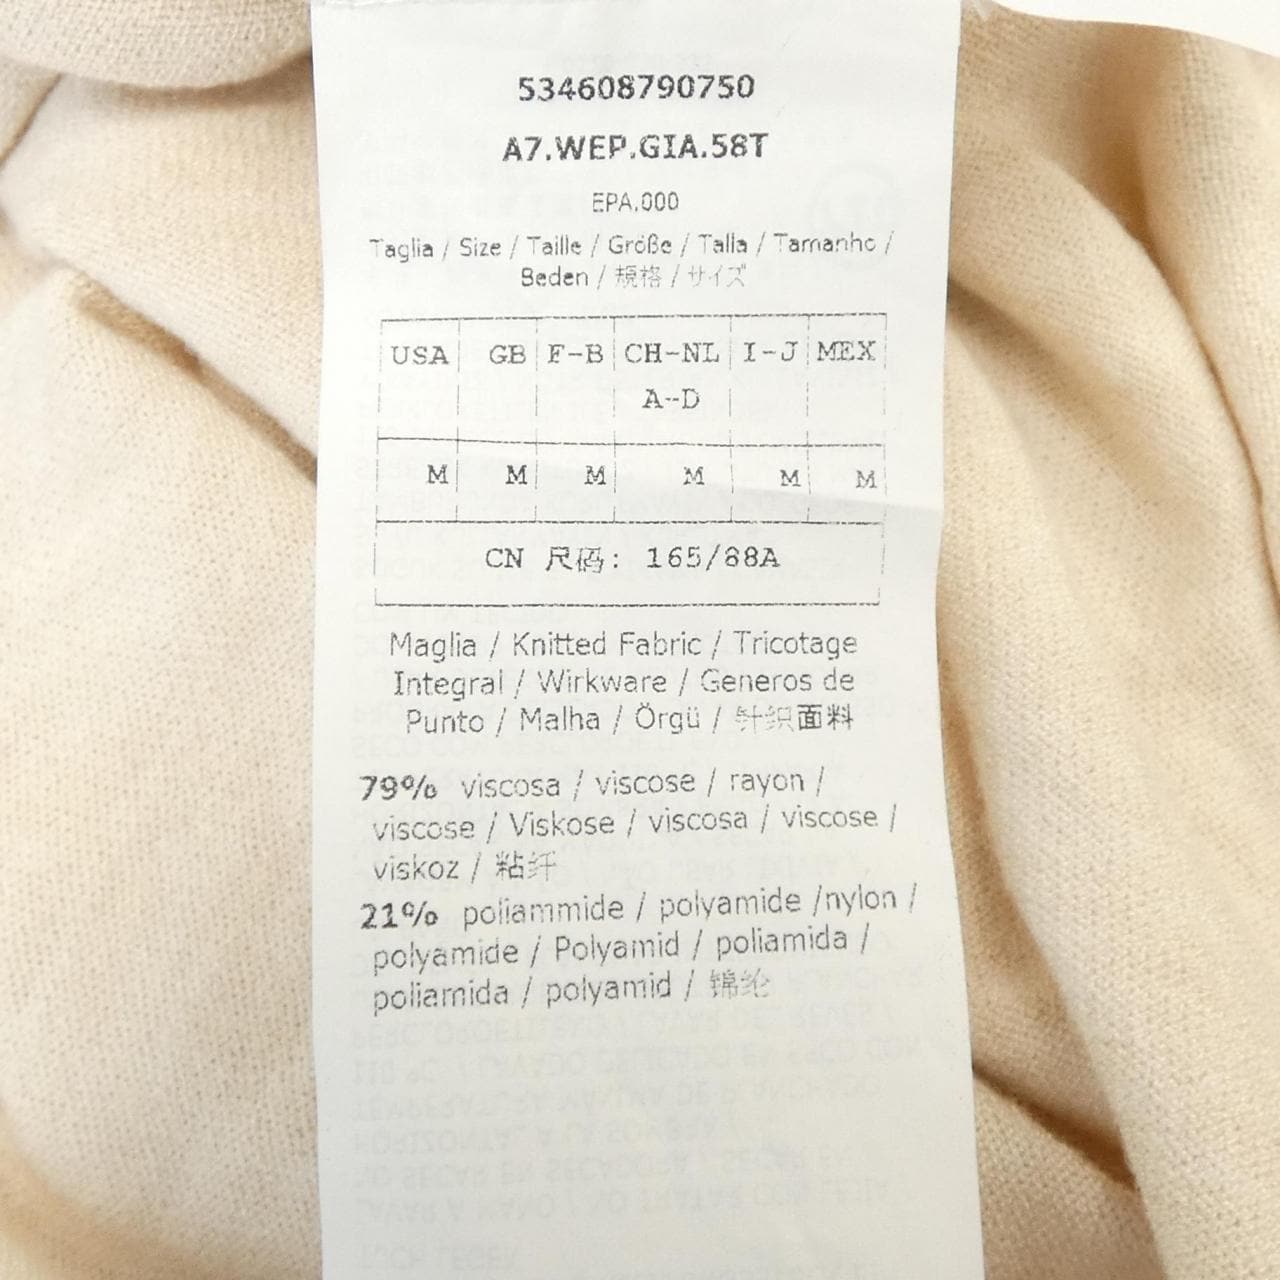 534608790750
A7.WEP.GIA.58T
EPA.000
Taglia / Size / Taille / Größe / Talla / Tamanho /
Beden / 規格 / サイズ
USA GB F-B CH-NL I-J MEX
A-D
M M M M M M
CN 尺码: 165/88A
Maglia / Knitted Fabric / Tricotage
Integral / Wirkware / Generos de
Punto / Malha / Örgü / 针织面料
79% viscosa / viscose / rayon /
viscose / Viskose / viscosa / viscose /
viskoz / 粘纤
21% poliammide / polyamide /nylon /
polyamide / Polyamid / poliamida /
poliamida / polyamid / 锦纶